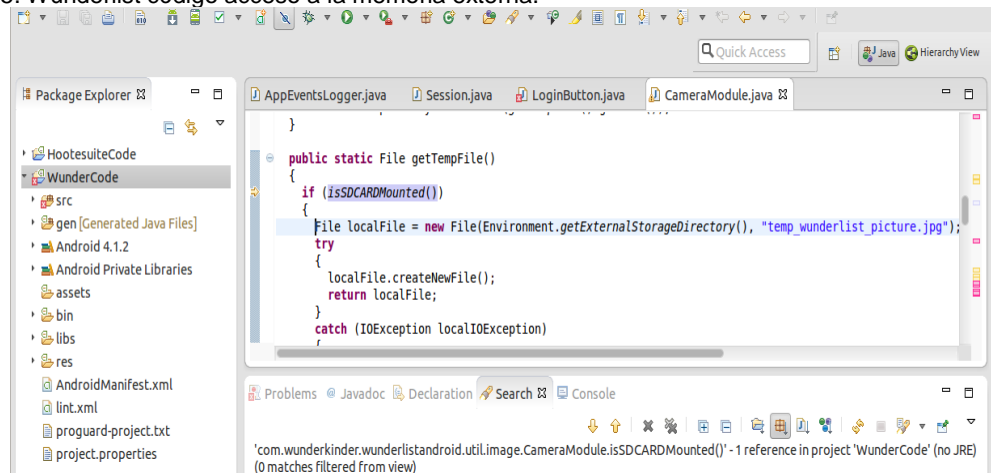 Wunderlist código acceso a la memoria externa.
Quick Access
Java
Hierarchy View
Package Explorer
AppEventsLogger.java
Session.java
LoginButton.java
CameraModule.java
HootesuiteCode
WunderCode
src
gen [Generated Java Files]
Android 4.1.2
Android Private Libraries
assets
bin
libs
res
AndroidManifest.xml
lint.xml
proguard-project.txt
project.properties
}
public static File getTempFile()
{
if (isSDCARDMounted())
{
File localFile = new File(Environment.getExternalStorageDirectory(), "temp_wunderlist_picture.jpg");
try
{
localFile.createNewFile();
return localFile;
}
catch (IOException localIOException)
{
Problems
@ Javadoc
Declaration
Search
Console
'com.wunderkinder.wunderlistandroid.util.image.CameraModule.isSDCARDMounted()' - 1 reference in project 'WunderCode' (no JRE)
(0 matches filtered from view)